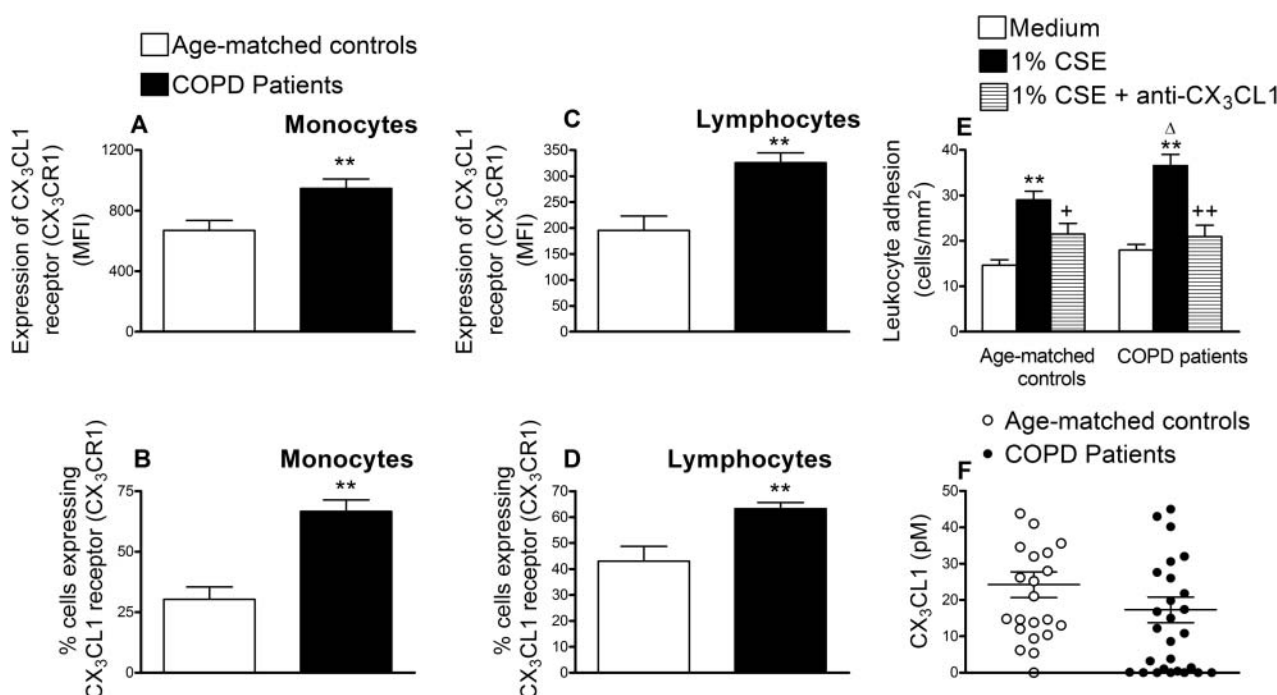 Age-matched controls
COPD Patients
A
Monocytes
Expression of CX₃CL1
receptor (CX₃CR1)
(MFI)
1200
900
600
400
0
**
C
Lymphocytes
Expression of CX₃CL1
receptor (CX₃CR1)
(MFI)
350
300
250
200
150
100
50
0
**
Medium
1% CSE
1% CSE + anti-CX₃CL1
E
Leukocyte adhesion
(cells/mm²)
40
30
20
10
0
**
+
Δ
**
++
Age-matched
controls
COPD patients
B
Monocytes
% cells expressing
CX₃CL1 receptor (CX₃CR1)
75
50
25
0
**
D
Lymphocytes
% cells expressing
CX₃CL1 receptor (CX₃CR1)
70
60
50
40
30
20
10
0
**
Age-matched controls
COPD Patients
F
CX₃CL1 (pM)
50
40
30
20
10
0